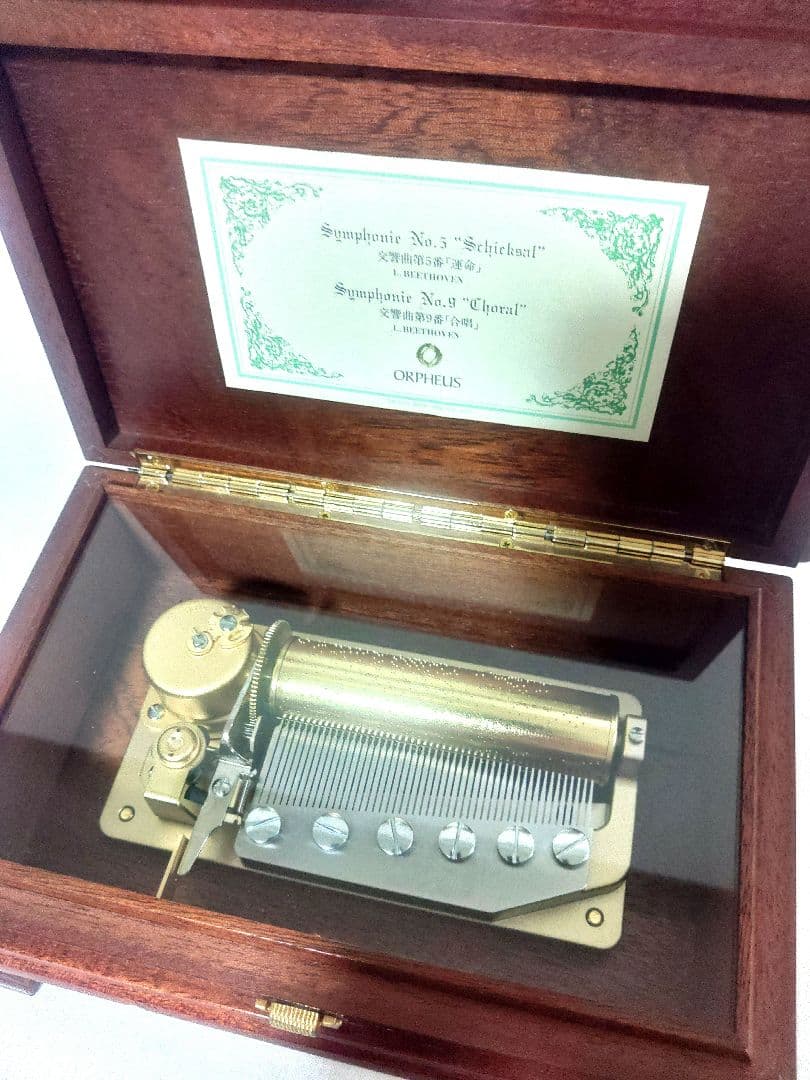 Symphonie No.5 "Schicksal"
交響曲第5番「運命」
L. BEETHOVEN
Symphonie No.9 "Choral"
交響曲第9番「合唱」
L. BEETHOVEN
ORPHEUS